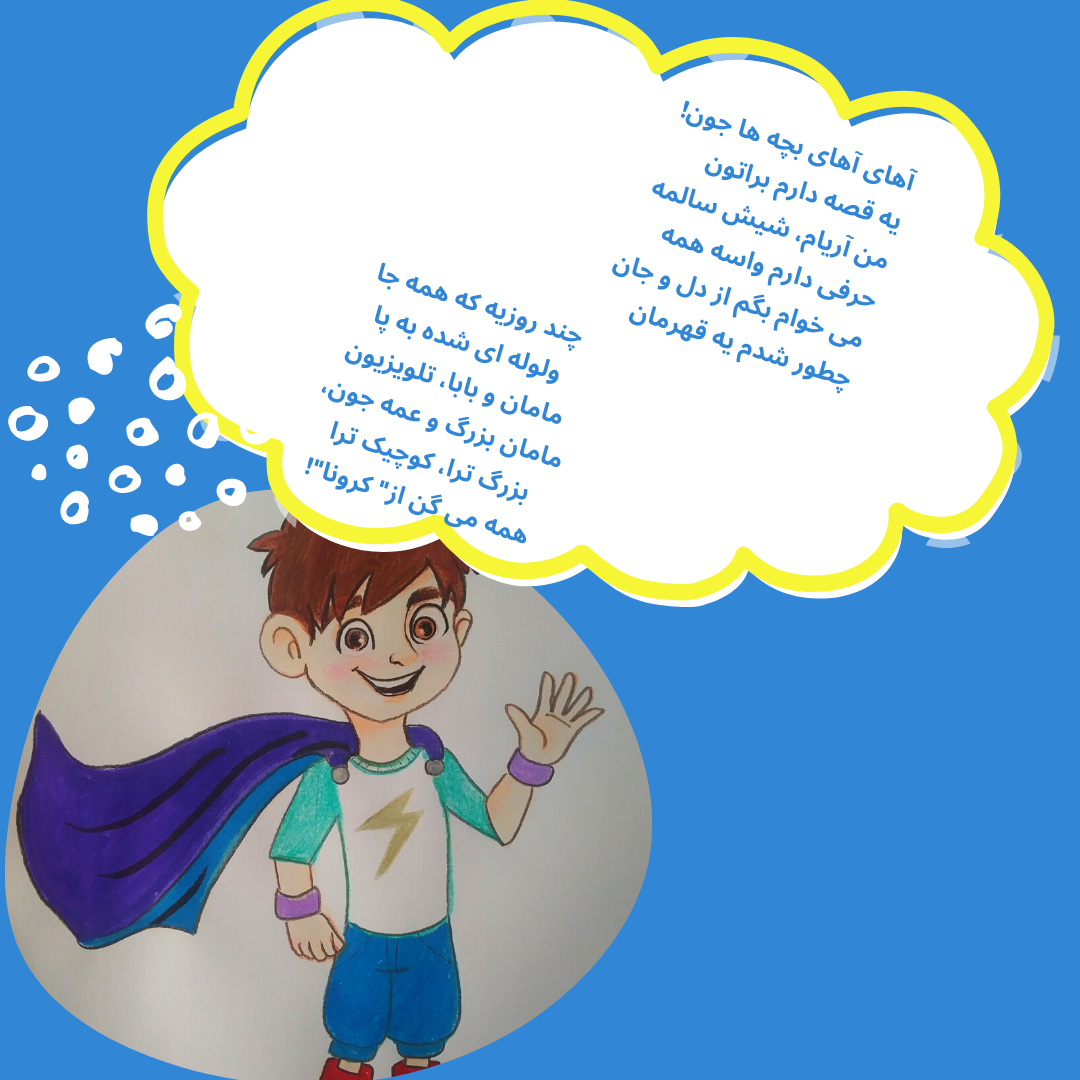 آهای آهای بچه ها جون!
یه قصه دارم براتون
من آریام، شیش سالمه
حرفی دارم واسه همه
می خوام بگم از دل و جان
چطور شدم یه قهرمان
چند روزیه که همه جا
ولوله ای شده به پا
مامان و بابا، تلویزیون
مامان بزرگ و عمه جون،
بزرگ ترا، کوچیک ترا
همه می گن از" کرونا"!